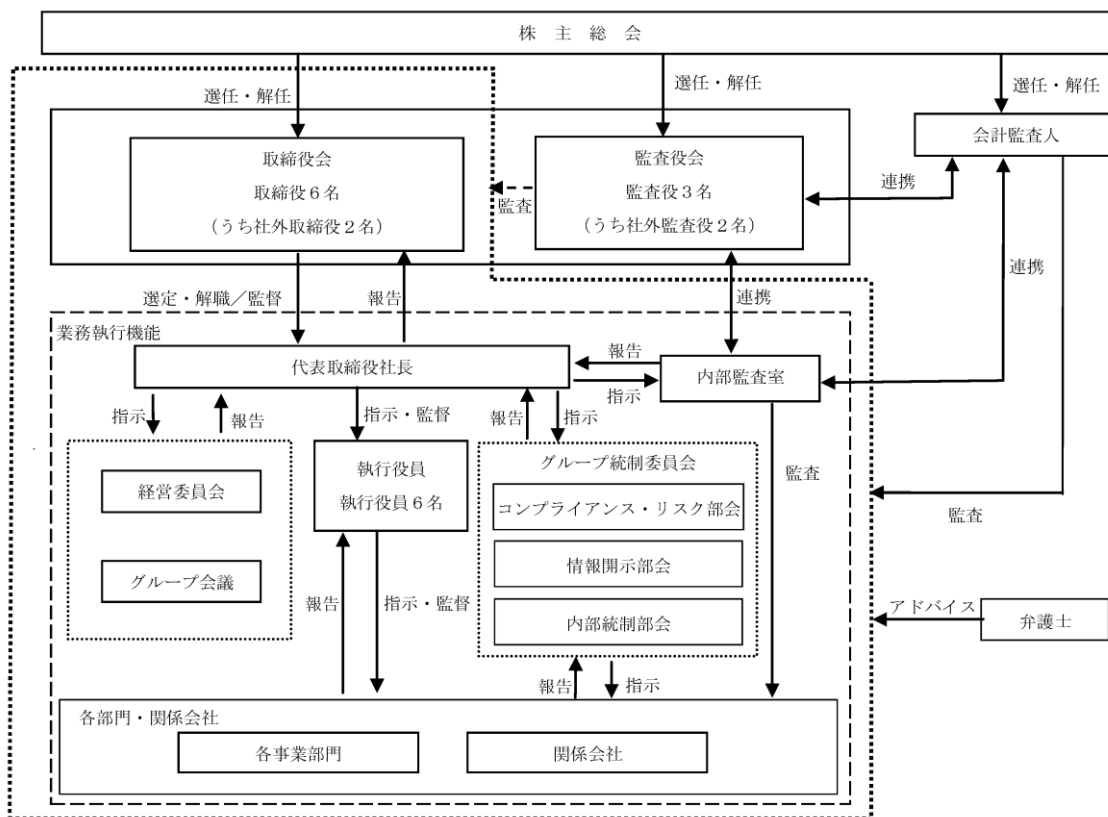 株主総会
選任・解任
選任・解任
選任・解任
会計監査人
取締役会
取締役6名
(うち社外取締役2名)
監査
監査役会
監査役3名
(うち社外監査役2名)
連携
連携
選定・解職/監督
報告
連携
業務執行機能
代表取締役社長
報告
指示
内部監査室
指示
報告
指示・監督
報告
指示
経営委員会
グループ会議
執行役員
執行役員6名
グループ統制委員会
コンプライアンス・リスク部会
情報開示部会
内部統制部会
監査
監査
報告
指示・監督
アドバイス
弁護士
報告
指示
各部門・関係会社
各事業部門
関係会社